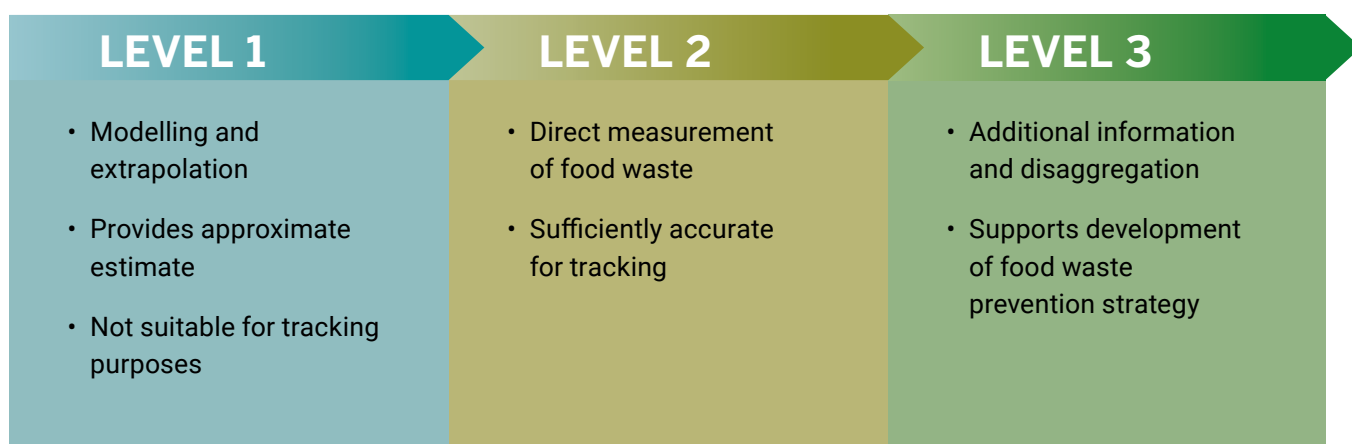 LEVEL 1
• Modelling and
extrapolation
• Provides approximate
estimate
• Not suitable for tracking
purposes
LEVEL 2
• Direct measurement
of food waste
• Sufficiently accurate
for tracking
LEVEL 3
• Additional information
and disaggregation
• Supports development
of food waste
prevention strategy